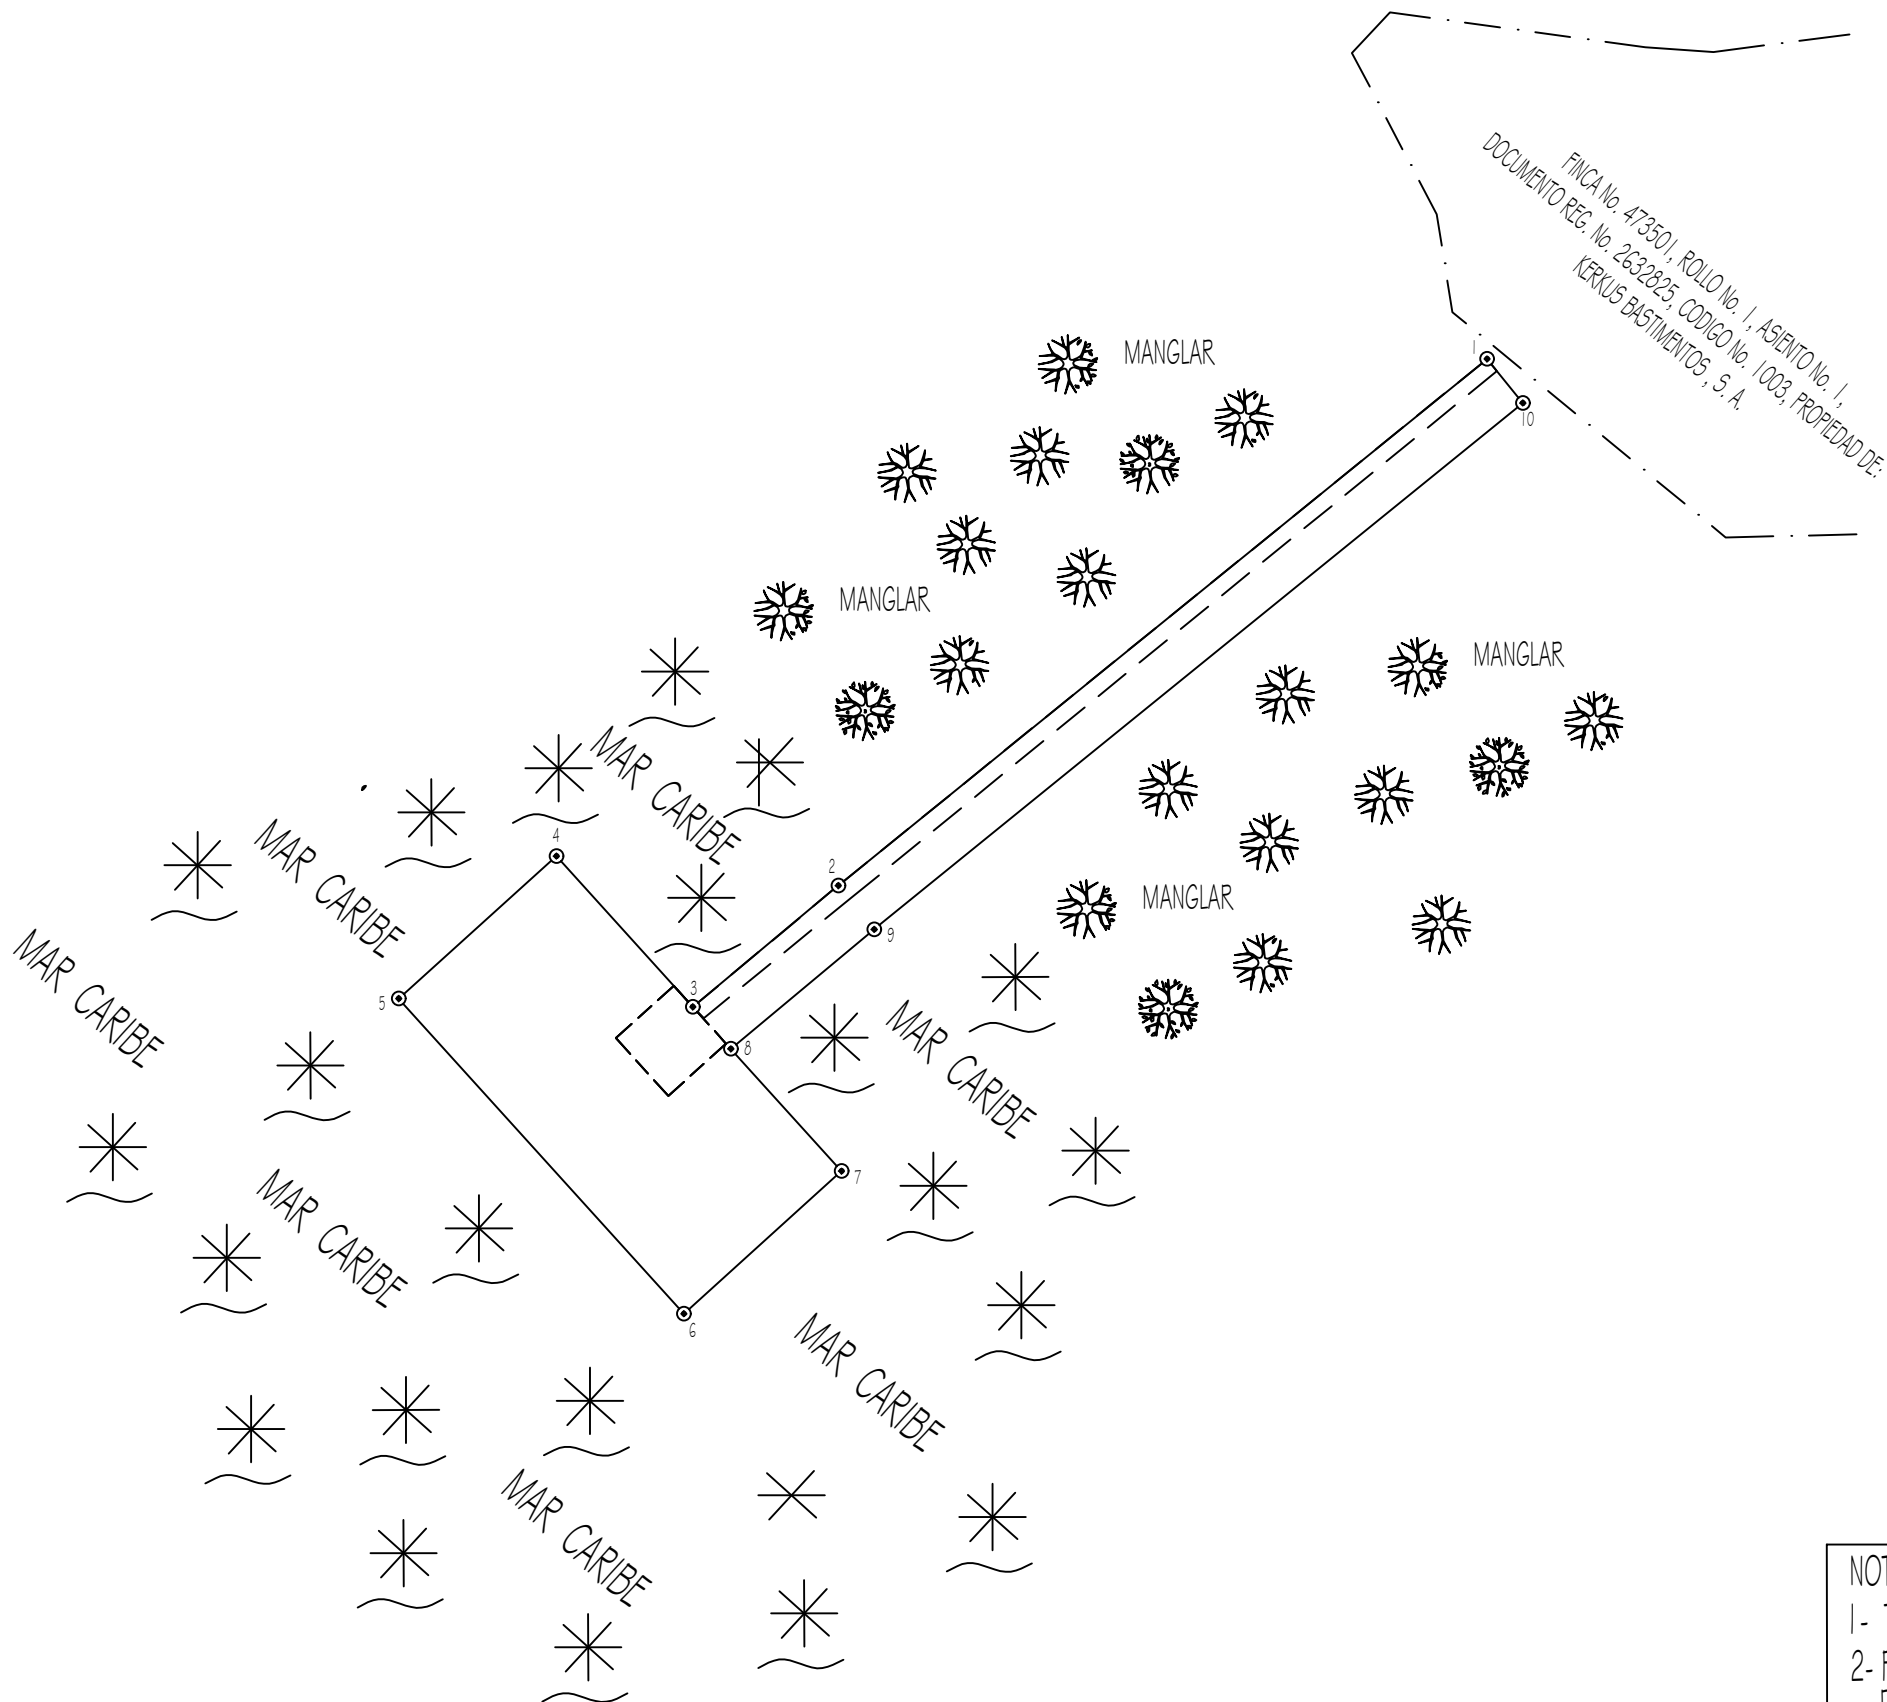 FINCA No. 473501, ROLLO No. 1, ASIENTO No. 1,
DOCUMENTO REG. No. 2632825, CODIGO No. 1003, PROPIEDAD DE:
KERKUS BASTIMENTOS, S. A.
MANGLAR
1
10
MANGLAR
MANGLAR
MAR CARIBE
MAR CARIBE
4
2
MANGLAR
9
MAR CARIBE
5
3
8
MAR CARIBE
7
MAR CARIBE
6
MAR CARIBE
MAR CARIBE
NOT
1-
2-